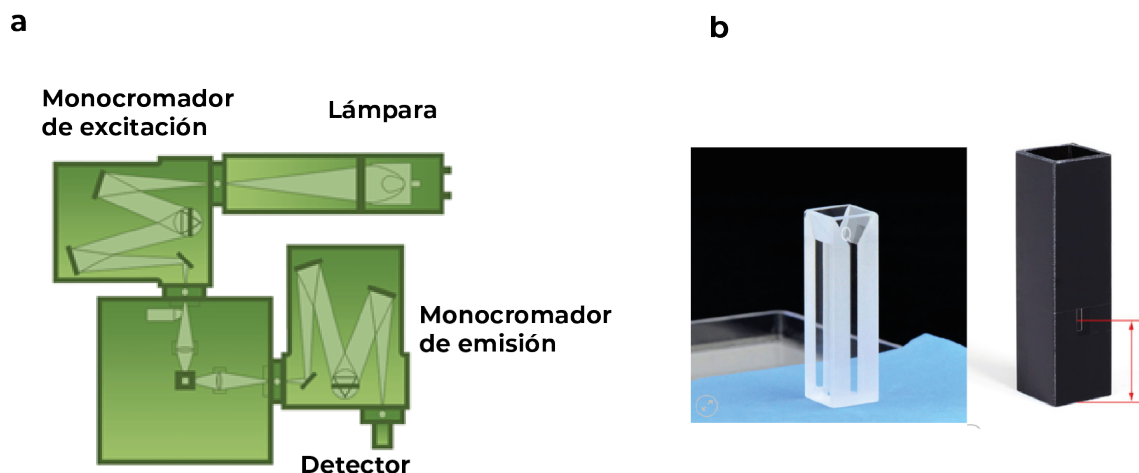 a
b
Monocromador
de excitación
Lámpara
Monocromador
de emisión
Detector